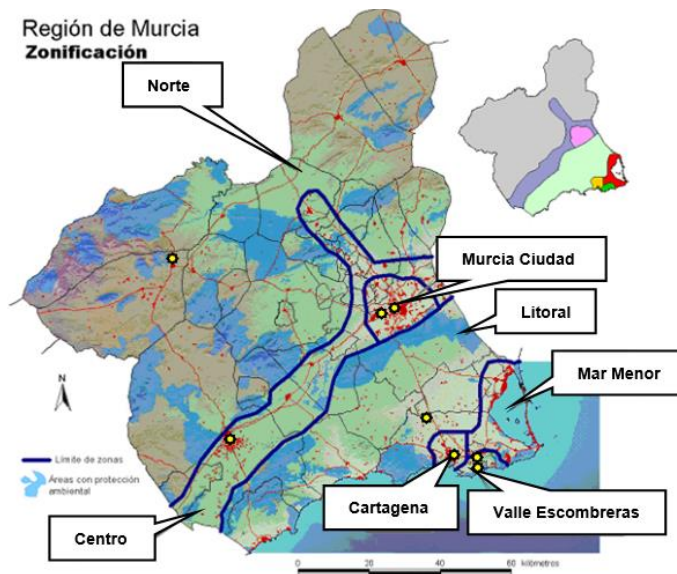 Región de Murcia
Zonificación
Norte
Murcia Ciudad
Litoral
Mar Menor
N
Límite de zonas
Áreas con protección
ambiental
Cartagena
Valle Escombreras
Centro
0 20 40 60 kilómetros